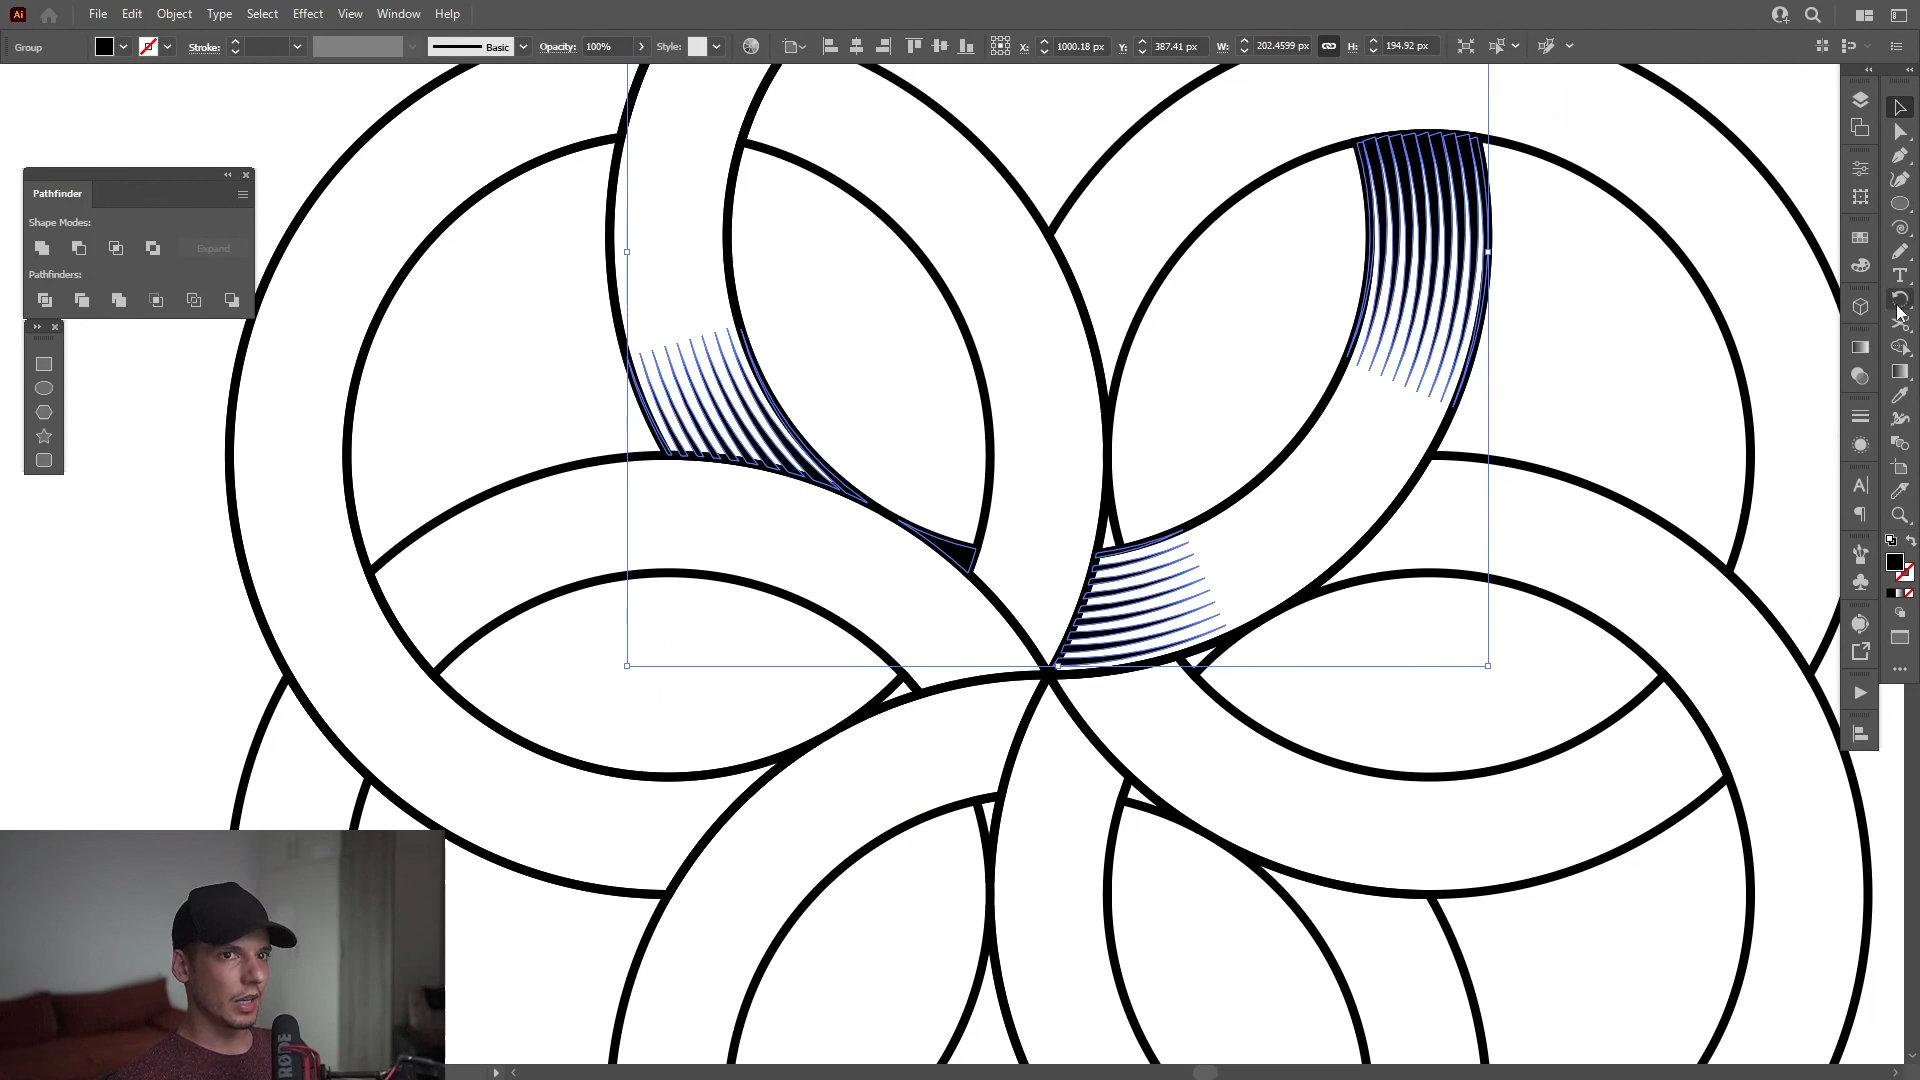 Ai File Edit Object Type Select Effect View Window Help
Group Stroke: Basic Opacity: 100% Style: X: 1000.18 px Y: 387.41 px W: 202.4599 px H: 194.92 px
Pathfinder
Shape Modes:
Expand
Pathfinders:
RØDE